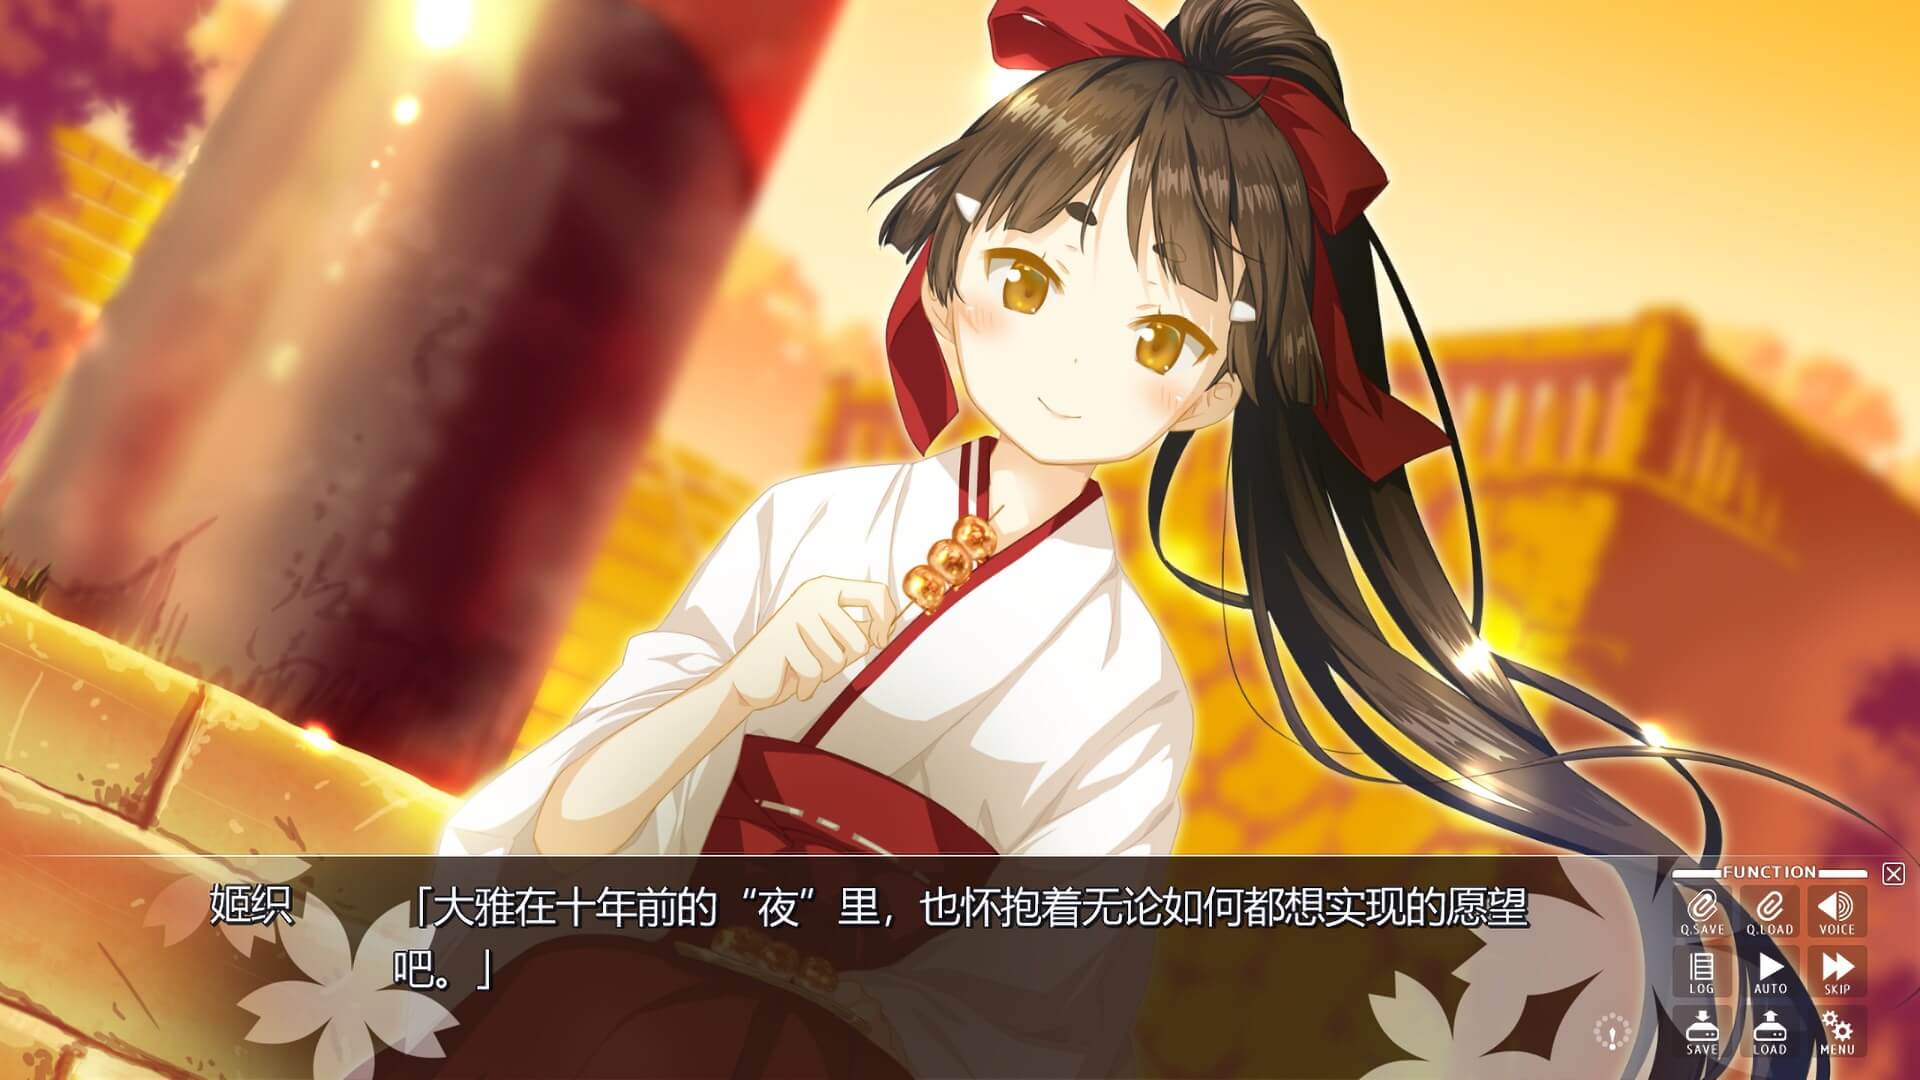 姬织
「大雅在十年前的“夜”里，也怀抱着无论如何都想实现的愿望
吧。」
FUNCTION
Q.SAVE Q.LOAD VOICE
LOG AUTO SKIP
SAVE LOAD MENU